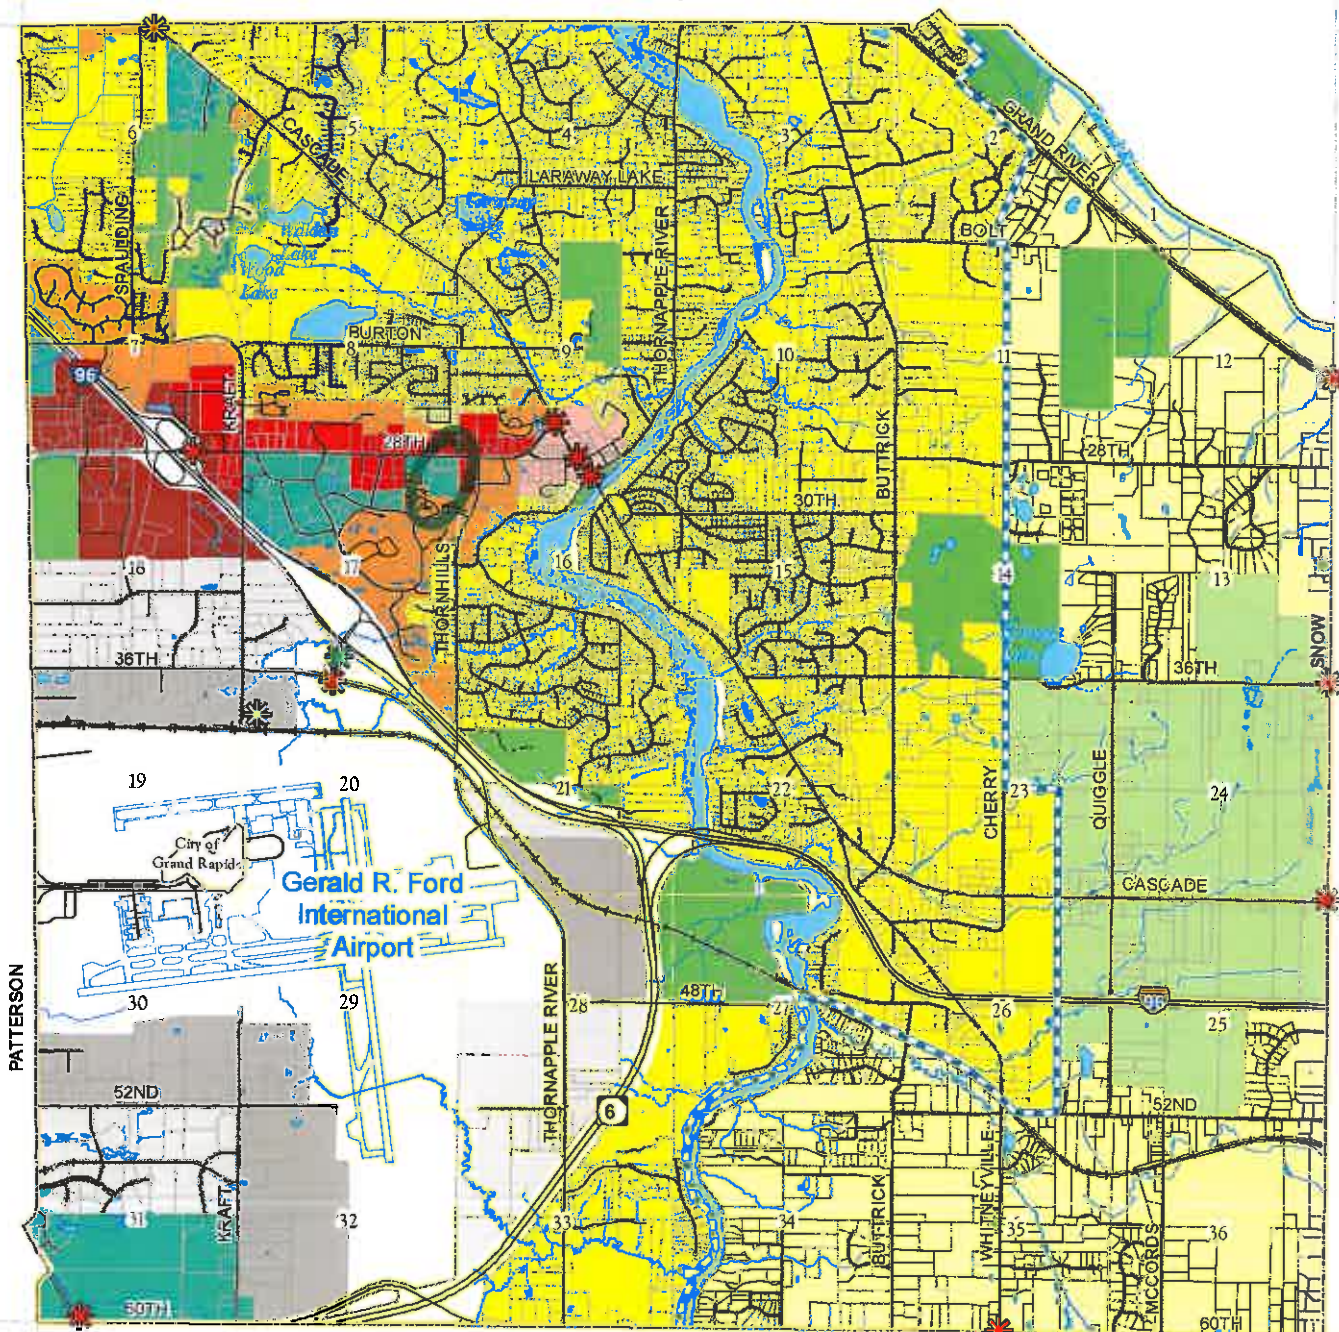 GRAND RIVER
6
5
4
3
2
1
CASCADE
LARAWAY LAKE
SPAULDING
THORNAPPLE RIVER
BOLT
Lake
Wood
Lake
BURTON
7
8
9
10
11
12
96
KRAFT
28TH
BUTTRICK
28TH
30TH
18
17
16
15
14
13
THORNHILLS
36TH
36TH
SNOW
19
20
21
22
CHERRY
23
QUIGGLE
24
City of
Grand Rapids
Gerald R. Ford
International
Airport
CASCADE
PATTERSON
30
29
THORNAPPLE RIVER
28
48TH
27
26
25
52ND
6
52ND
31
KRAFT
32
33
34
BUTTRICK
WHITNEYVILLE
35
MCCORDS
36
60TH
60TH